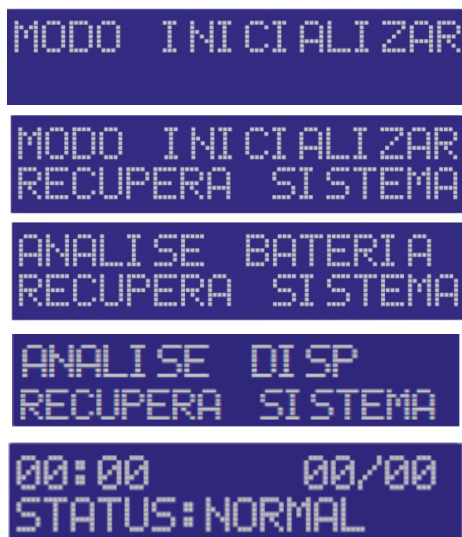 MODO INICIALIZAR
MODO INICIALIZAR
RECUPERA SISTEMA
ANALISE BATERIA
RECUPERA SISTEMA
ANALISE DISP
RECUPERA SISTEMA
00:00 00/00
STATUS:NORMAL